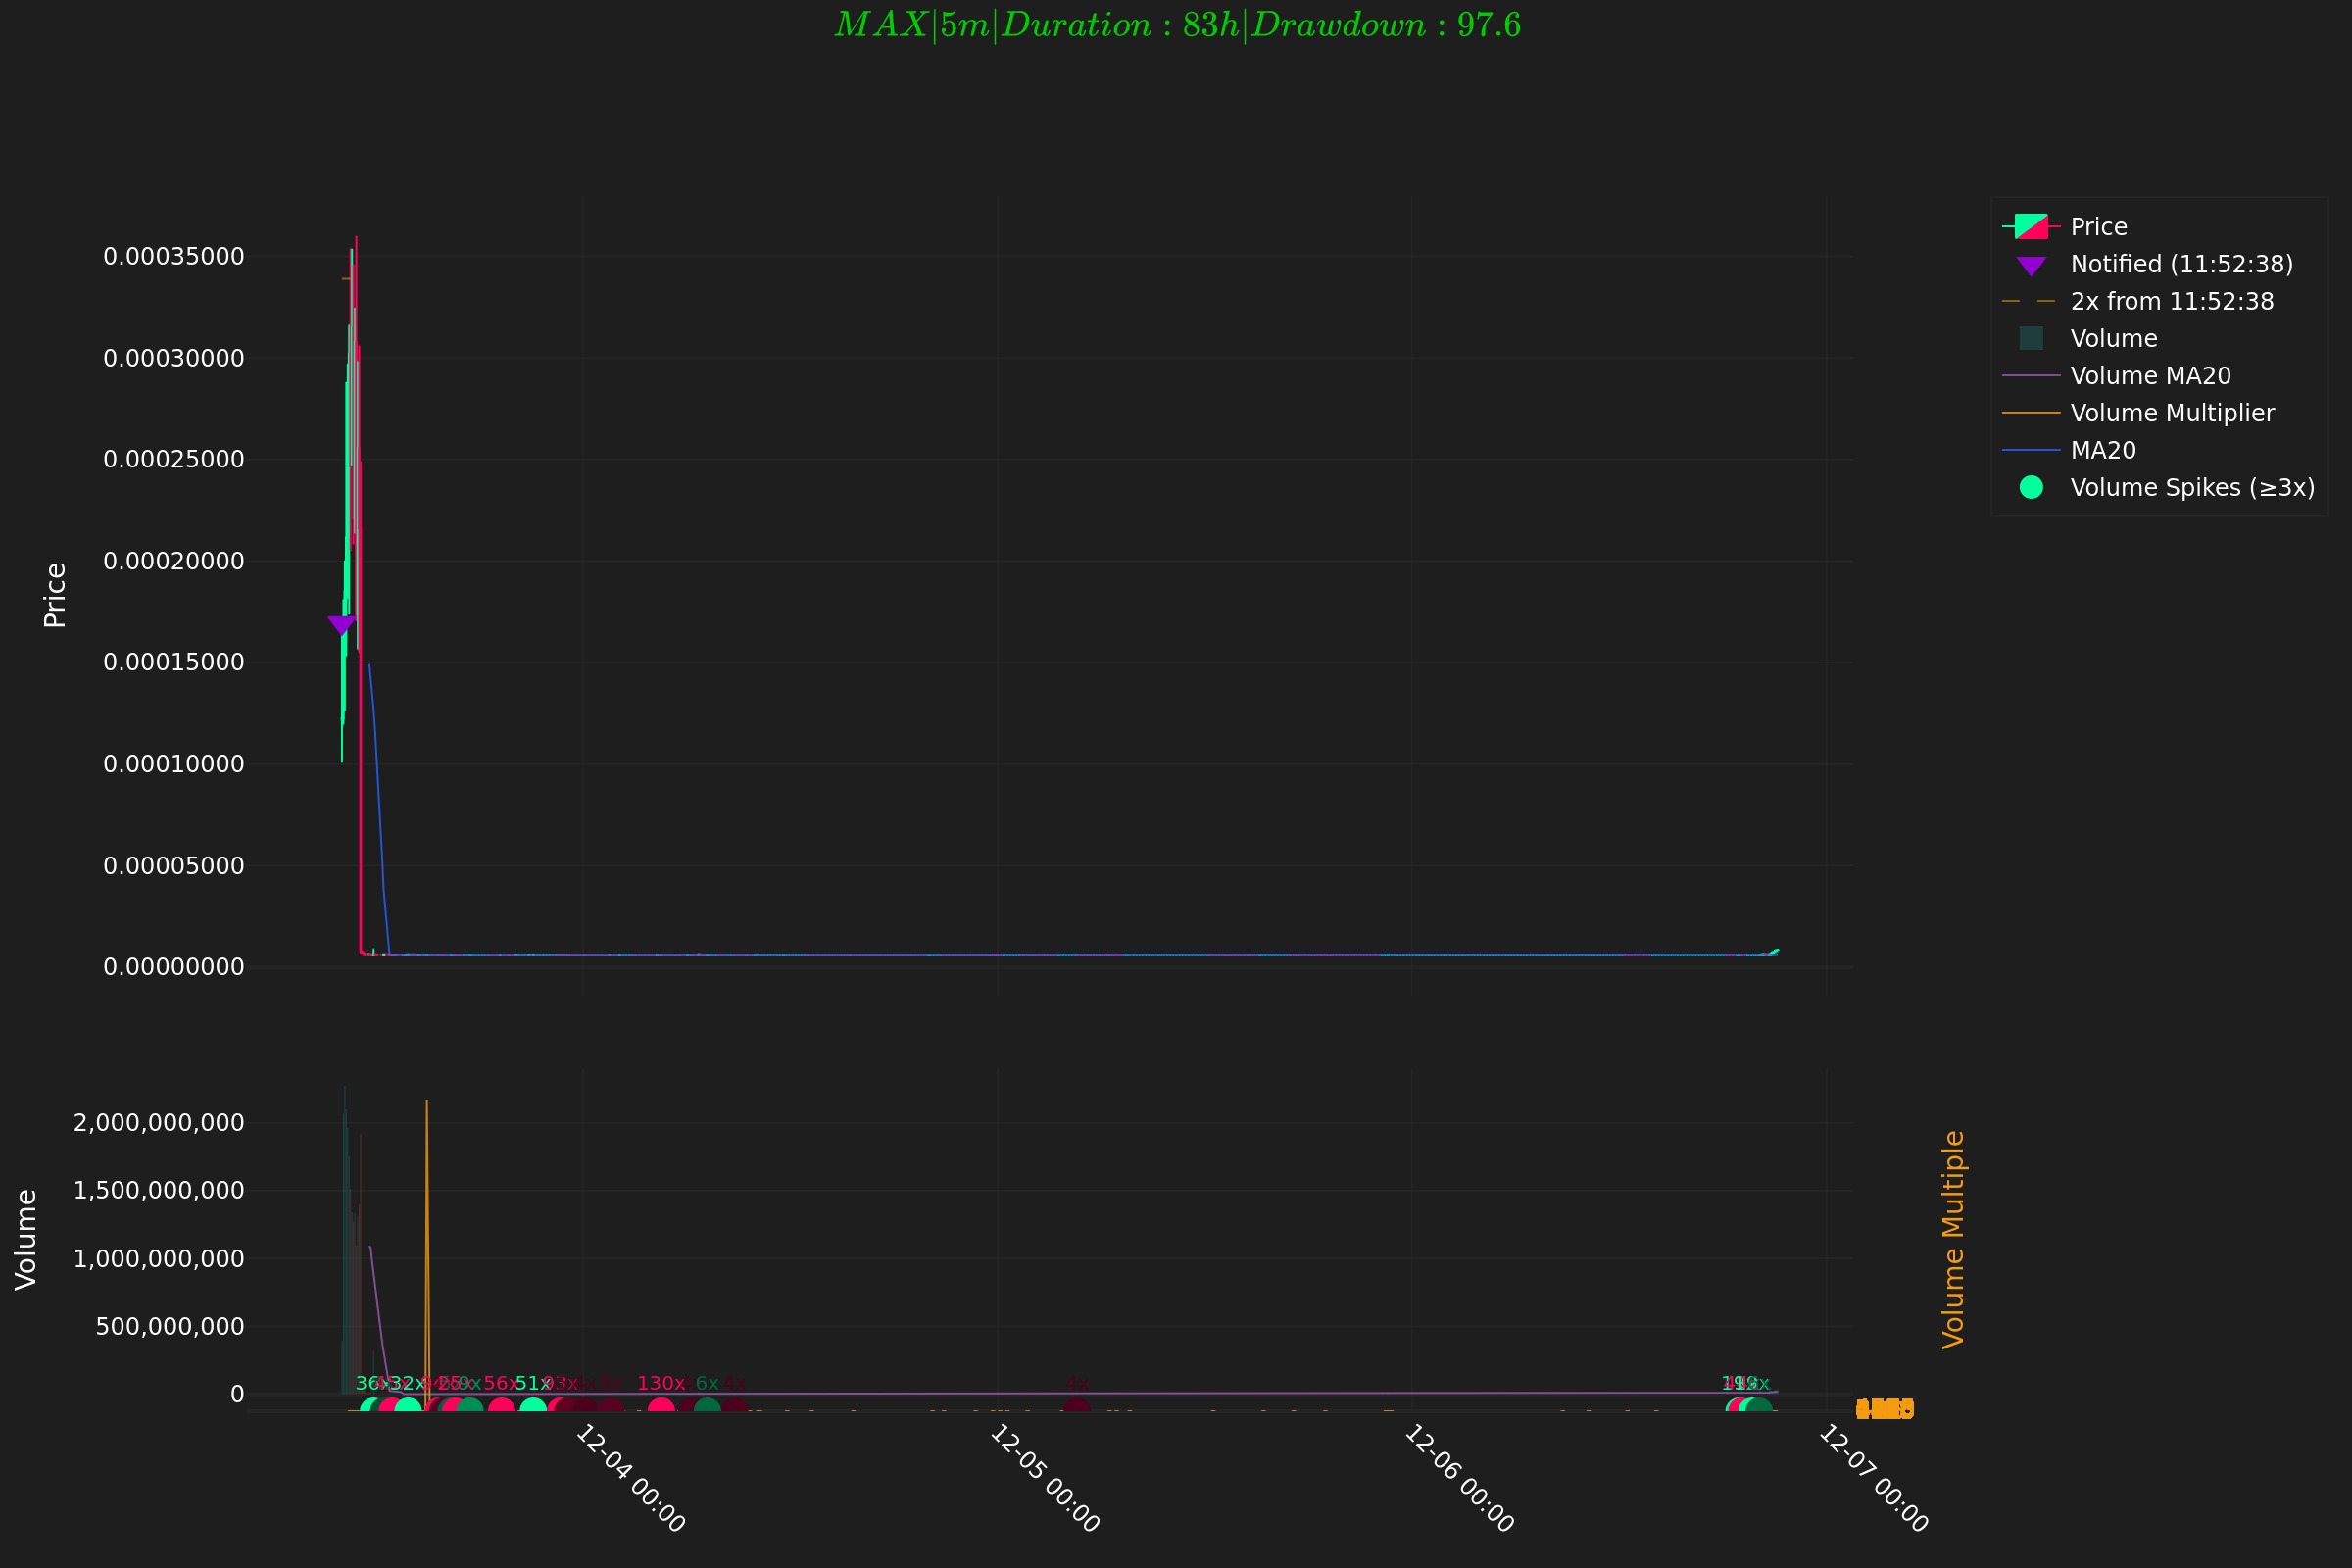 MAX|5m|Duration : 83h|Drawdown : 97.6
Price
0.00035000
0.00030000
0.00025000
0.00020000
0.00015000
0.00010000
0.00005000
0.00000000
Price
Notified (11:52:38)
2x from 11:52:38
Volume
Volume MA20
Volume Multiplier
MA20
Volume Spikes (≥3x)
Volume
2,000,000,000
1,500,000,000
1,000,000,000
500,000,000
0
Volume Multiple
32x
56x
51x
93x
5x
130x
6x
4x
4x
12-04 00:00
12-05 00:00
12-06 00:00
12-07 00:00